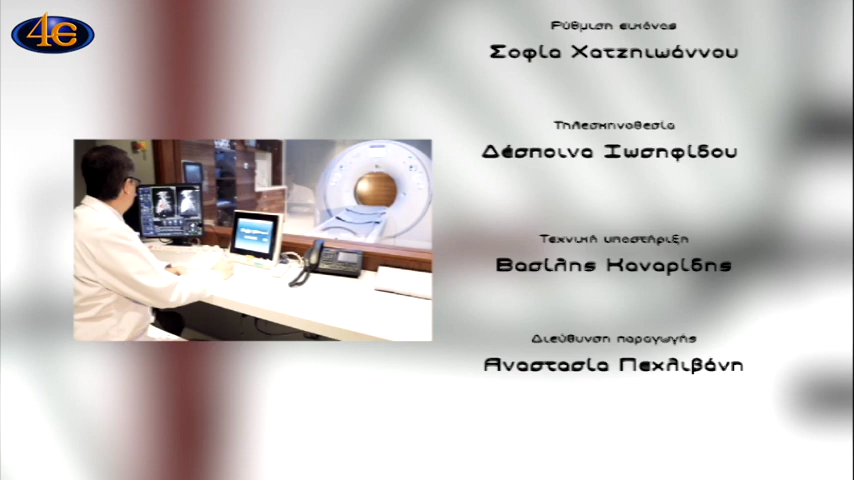 4E
Ρύθμιση εικόνας
Σοφία Χατζηιωάννου
Τηλεσκηνοθεσία
Δέσποινα Ιωσηφίδου
Τεχνική υποστήριξη
Βασίλης Καναρίδης
Διεύθυνση παραγωγής
Αναστασία Πεχλιβάνη